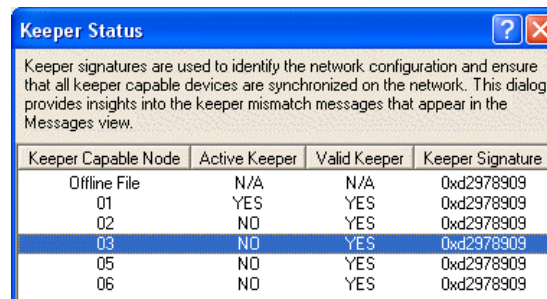 Keeper Status
Keeper signatures are used to identify the network configuration and ensure
that all keeper capable devices are synchronized on the network. This dialog
provides insights into the keeper mismatch messages that appear in the
Messages view.
Keeper Capable Node Active Keeper Valid Keeper Keeper Signature
Offline File N/A N/A 0xd2978909
01 YES YES 0xd2978909
02 NO YES 0xd2978909
03 NO YES 0xd2978909
05 NO YES 0xd2978909
06 NO YES 0xd2978909